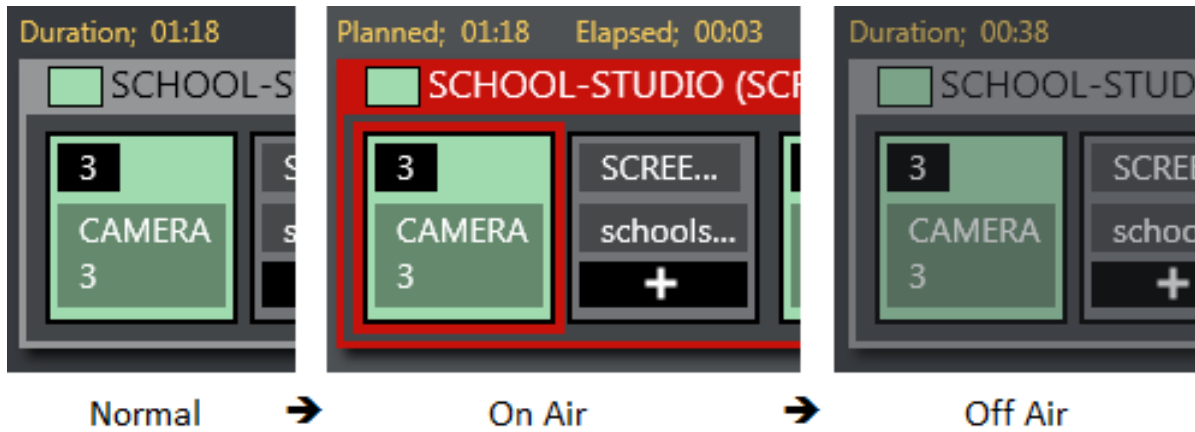 Duration; 01:18
SCHOOL-S
3
S
CAMERA
3
s
Planned; 01:18 Elapsed; 00:03
SCHOOL-STUDIO (SCR
3
SCREE...
CAMERA
3
schools...
+
Duration; 00:38
SCHOOL-STUD
3
SCREE
CAMERA
3
schoo
+
Normal ➔ On Air ➔ Off Air